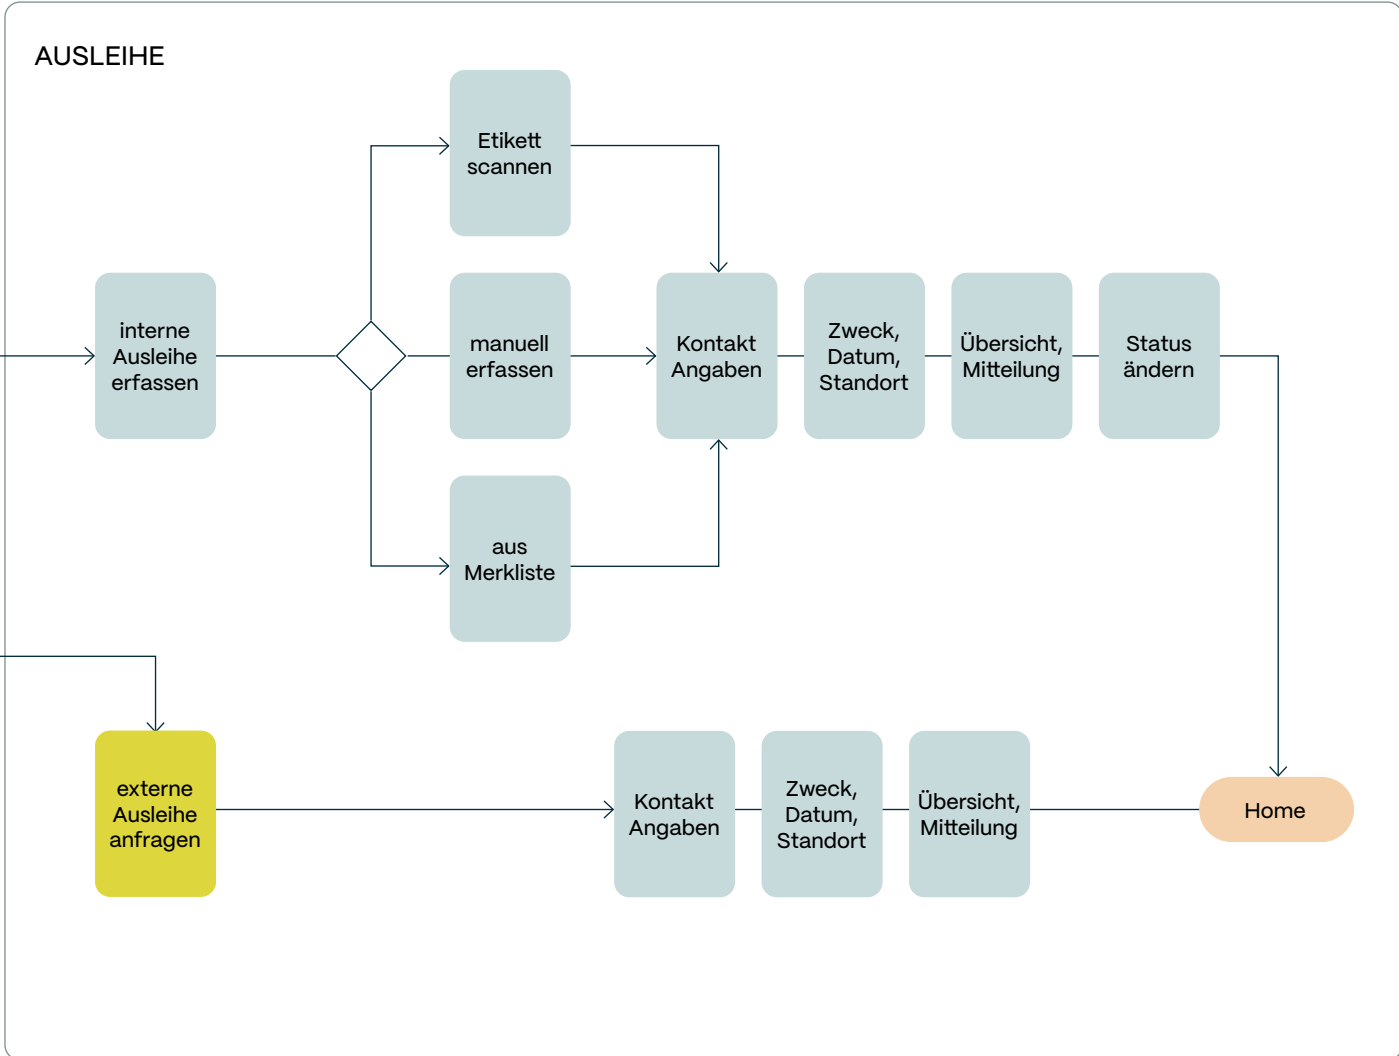 AUSLEIHE
Etikett
scannen
interne
Ausleihe
erfassen
manuell
erfassen
Kontakt
Angaben
Zweck,
Datum,
Standort
Übersicht,
Mitteilung
Status
ändern
aus
Merkliste
externe
Ausleihe
anfragen
Kontakt
Angaben
Zweck,
Datum,
Standort
Übersicht,
Mitteilung
Home